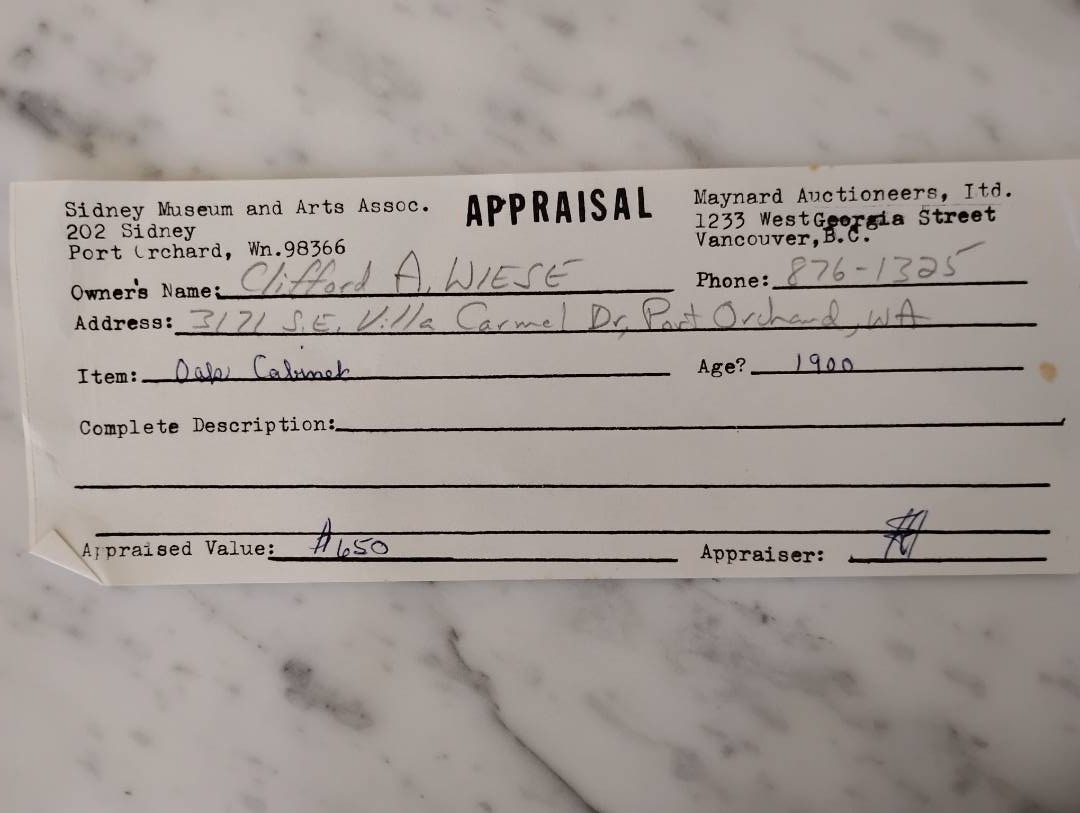 Sidney Museum and Arts Assoc. APPRAISAL Maynard Auctioneers, Ltd.
202 Sidney 1233 West Georgia Street
Port Orchard, Wn.98366 Vancouver, B.C.
Owner's Name: Clifford A. WIESE Phone: 876-1325
Address: 3171 S.E. Villa Carmel Dr, Port Orchard, WA
Item: Oak Cabinet Age? 1900
Complete Description:
Appraised Value: $650 Appraiser: